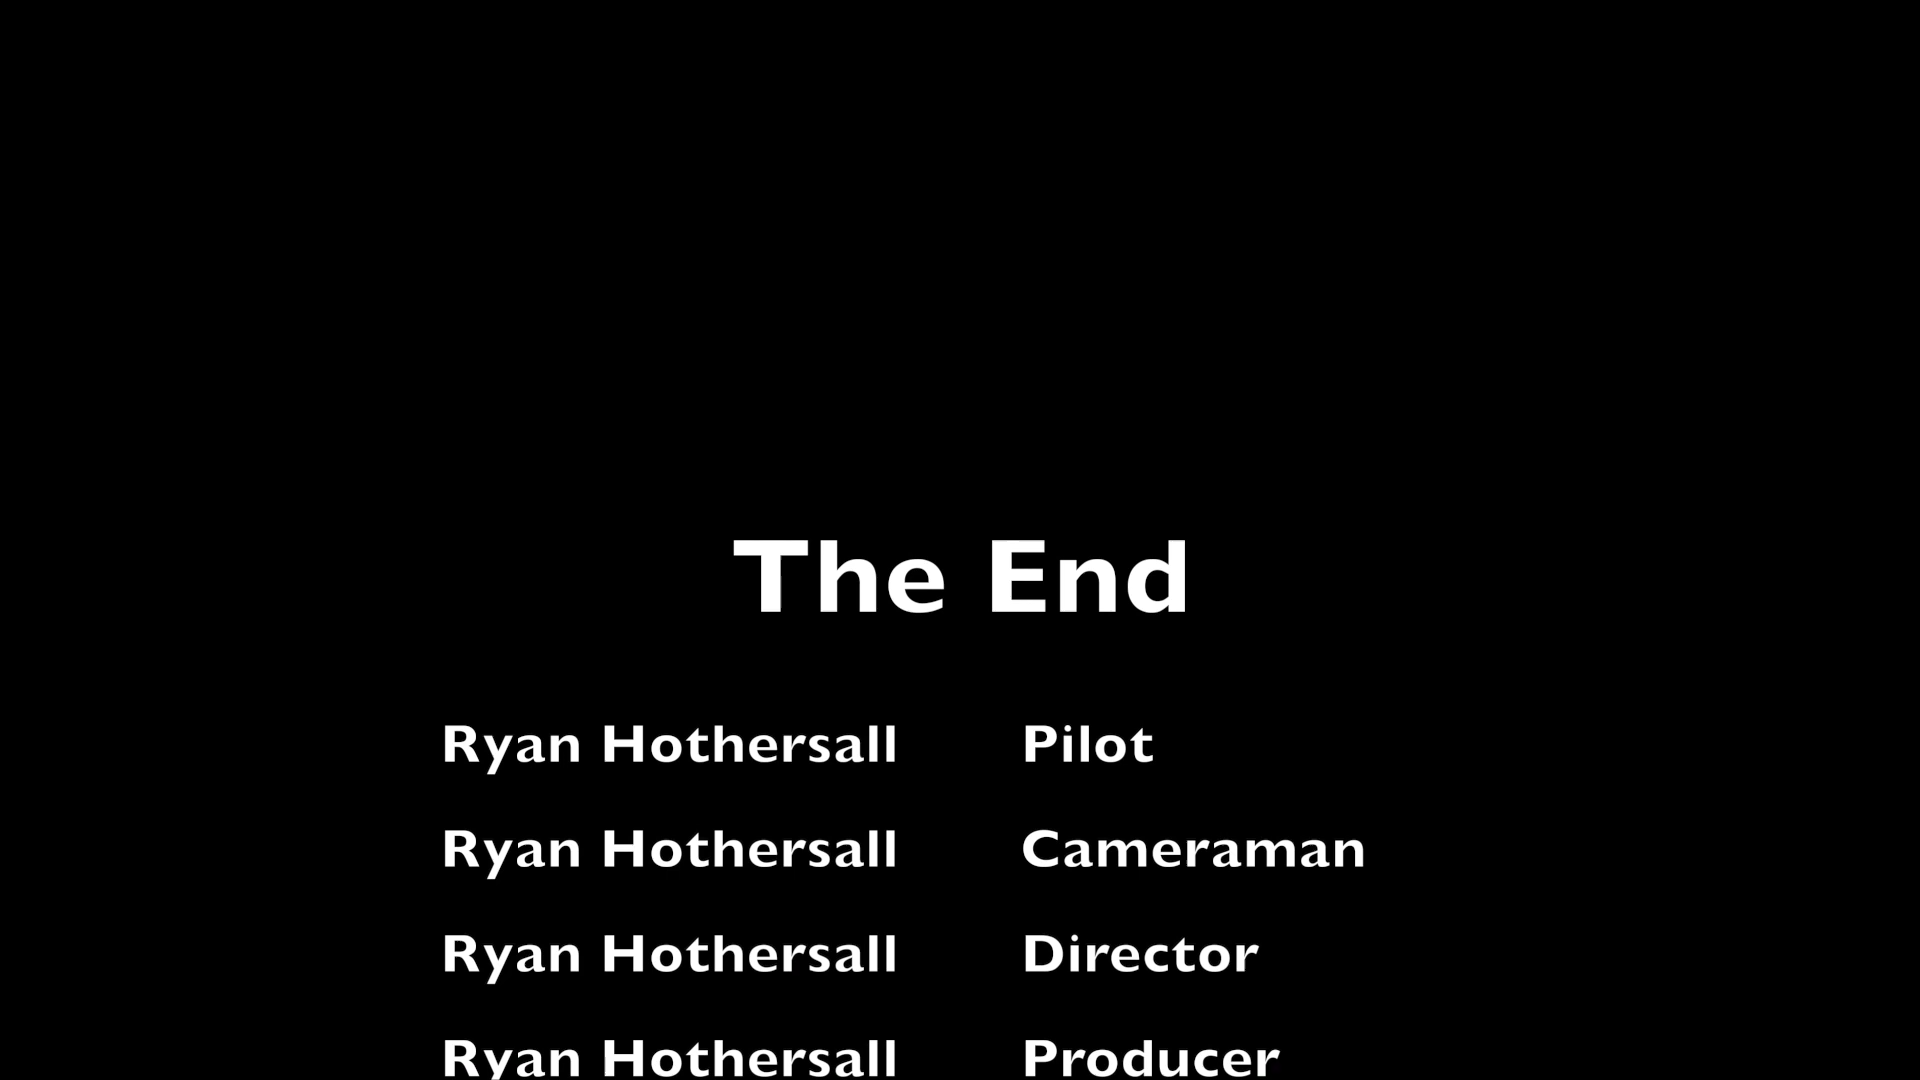 The End
Ryan Hothersall Pilot
Ryan Hothersall Cameraman
Ryan Hothersall Director
Ryan Hothersall Producer